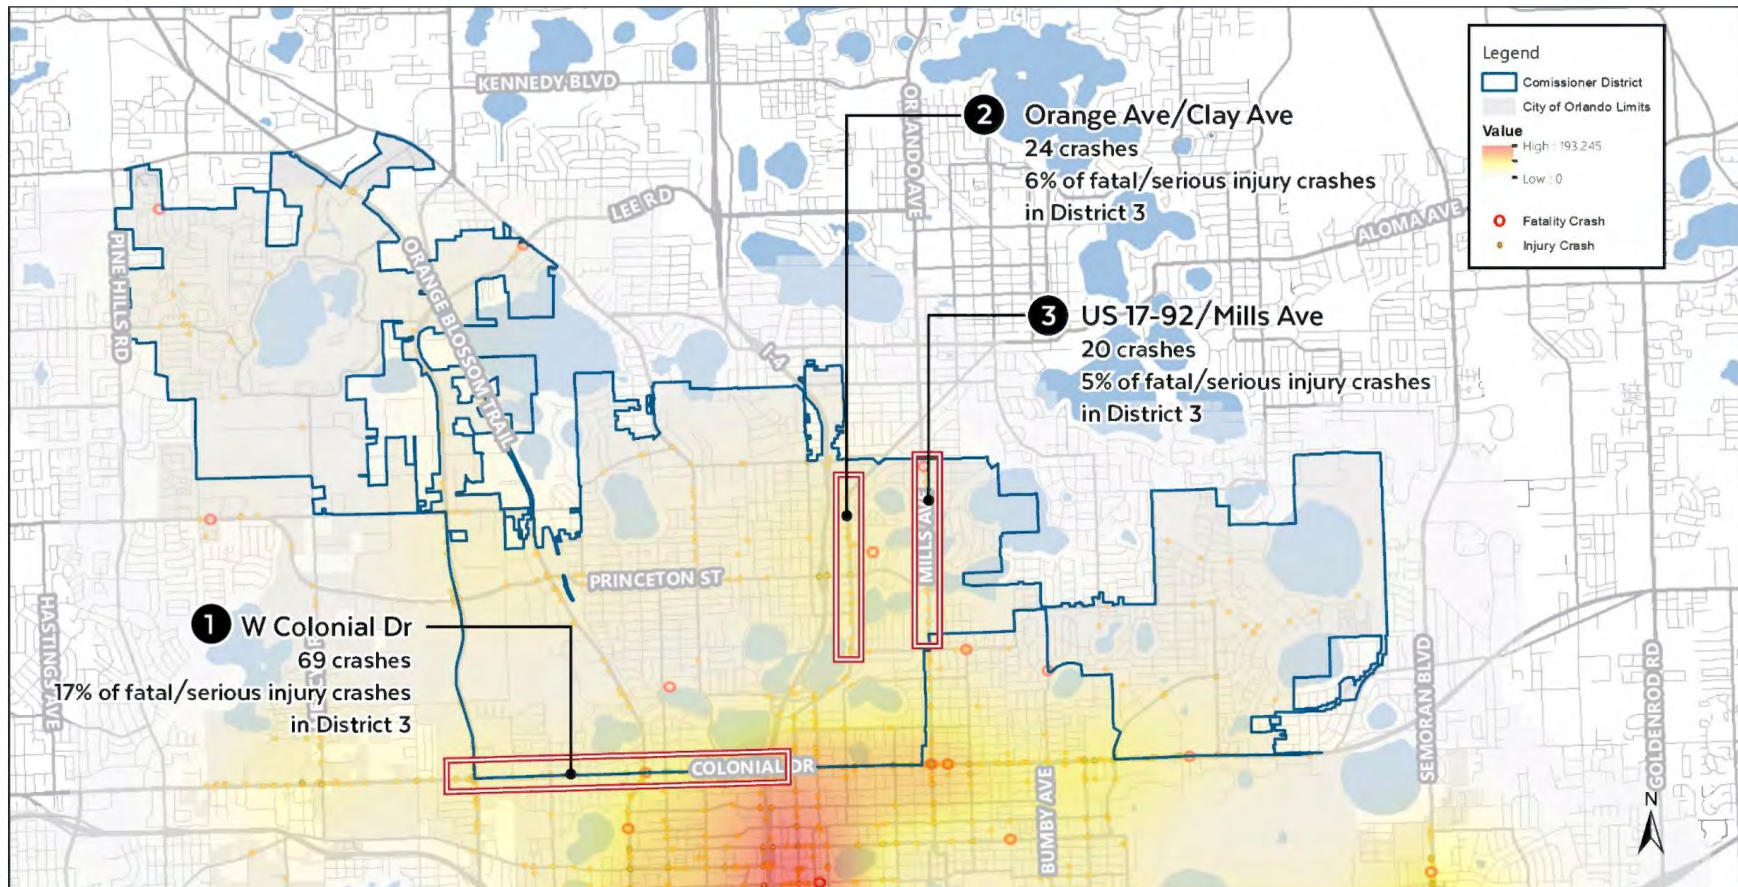 KENNEDY BLVD
ORLANDO AVE
LEE RD
ALOMA AVE
PINE HILLS RD
ORANGE BLOSSOM TRAIL
I-4
2 Orange Ave/Clay Ave
24 crashes
6% of fatal/serious injury crashes
in District 3
3 US 17-92/Mills Ave
20 crashes
5% of fatal/serious injury crashes
in District 3
MILLS AVE
PRINCETON ST
HASTINGS AVE
1 W Colonial Dr
69 crashes
17% of fatal/serious injury crashes
in District 3
COLONIAL DR
BUMBY AVE
SEMORAN BLVD
GOLDENROD RD
N
Legend
Comissioner District
City of Orlando Limits
Value
High : 193.245
Low : 0
Fatality Crash
Injury Crash